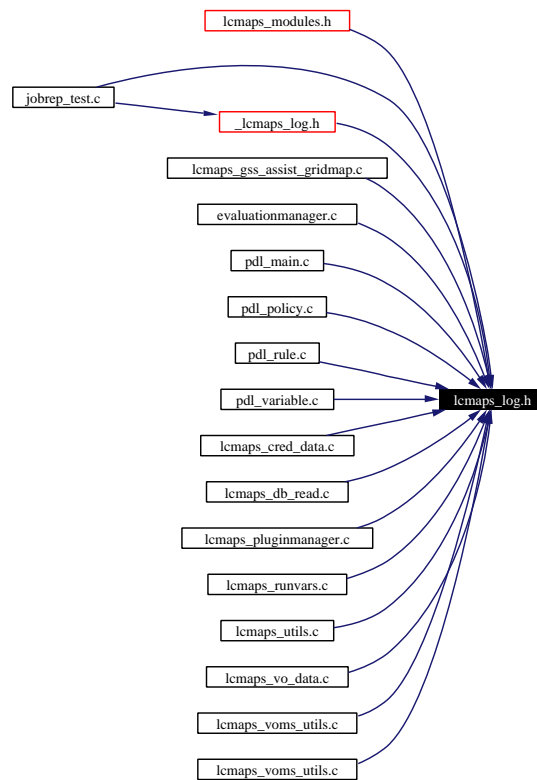 lcmaps_modules.h
jobrep_test.c
_lcmaps_log.h
lcmaps_gss_assist_gridmap.c
evaluationmanager.c
pdl_main.c
pdl_policy.c
pdl_rule.c
pdl_variable.c
lcmaps_log.h
lcmaps_cred_data.c
lcmaps_db_read.c
lcmaps_pluginmanager.c
lcmaps_runvars.c
lcmaps_utils.c
lcmaps_vo_data.c
lcmaps_voms_utils.c
lcmaps_voms_utils.c